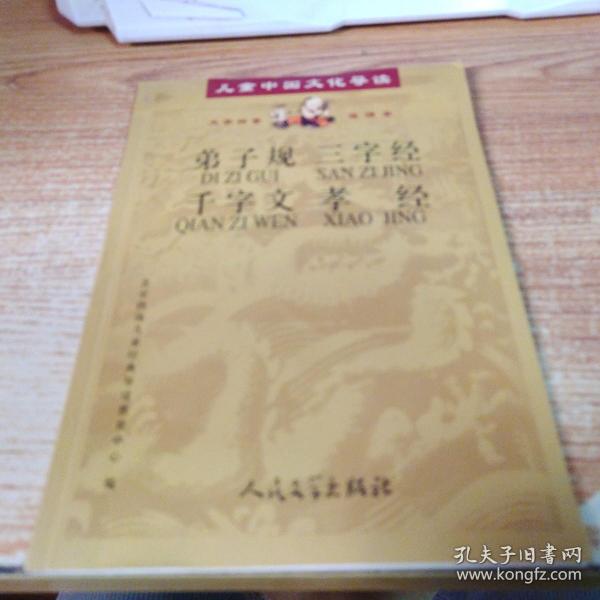 儿童中国文化导读
弟子规 三字经
DI ZI GUI SAN ZI JING
千字文 孝 经
QIAN ZI WEN XIAO JING
人民文学出版社
孔夫子旧书网
www.kongfz.com